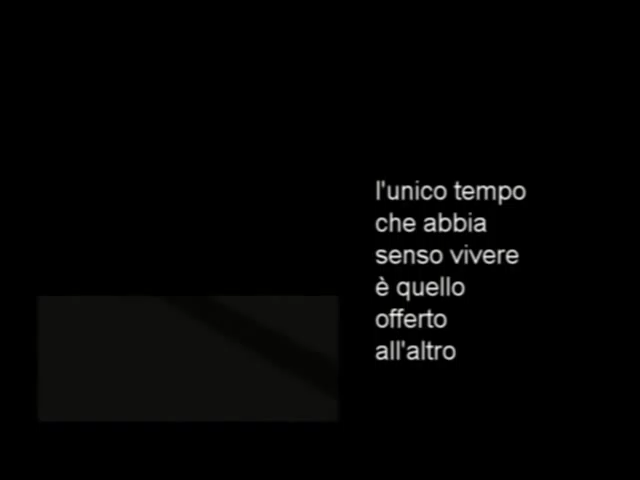 l'unico tempo
che abbia
senso vivere
è quello
offerto
all'altro